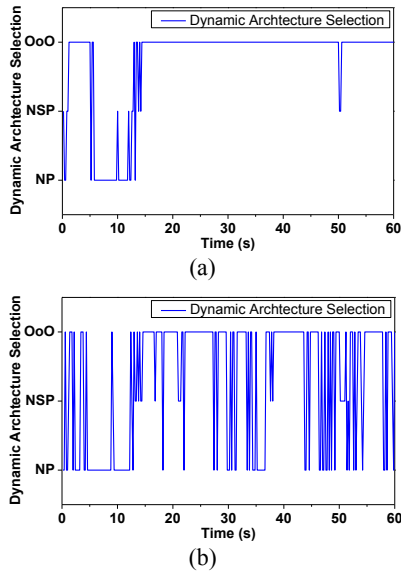 Dynamic Archtecture Selection
Dynamic Archtecture Selection
OoO
NSP
NP
0 10 20 30 40 50 60
Time (s)
(a)
Dynamic Archtecture Selection
Dynamic Archtecture Selection
OoO
NSP
NP
0 10 20 30 40 50 60
Time (s)
(b)